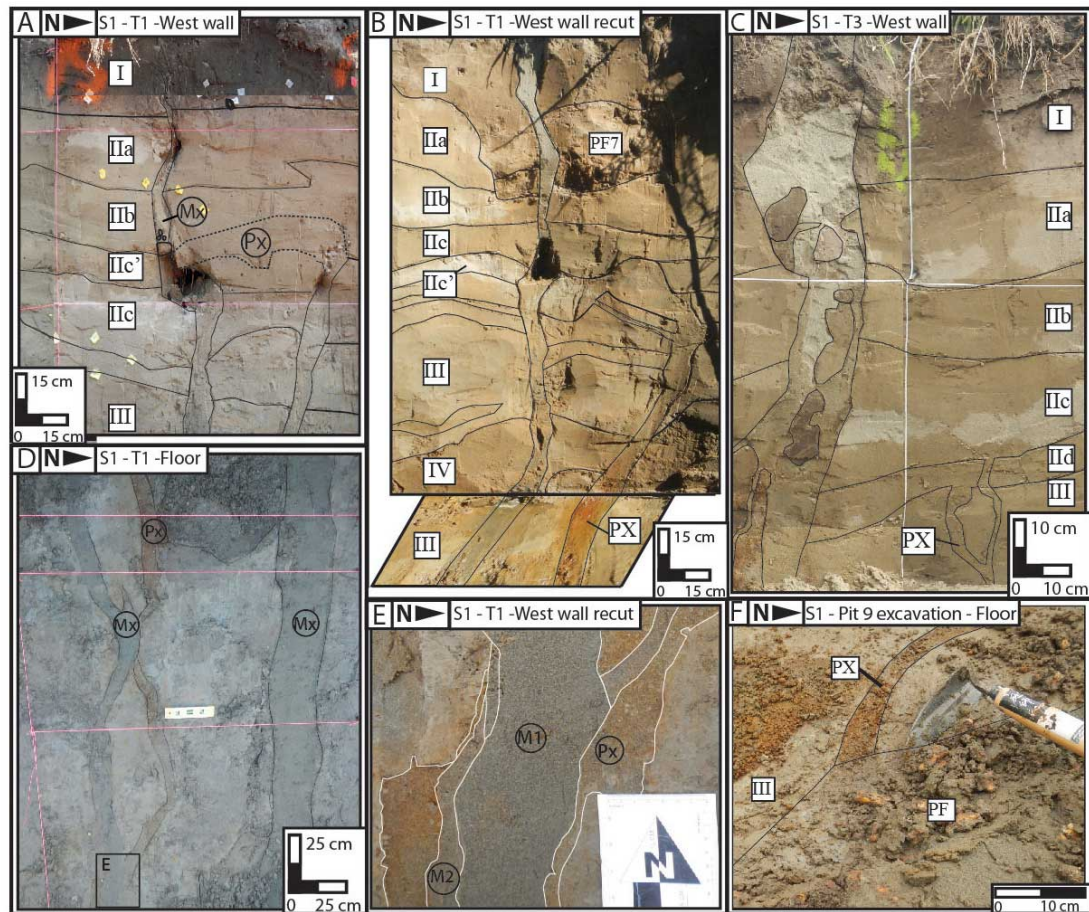 A N S1 - T1 -West wall
I
IIa
IIb
Mx
Px
IIc'
IIc
III
15 cm
0 15 cm
B N S1 - T1 -West wall recut
I
IIa
PF7
IIb
IIc
IIc'
III
IV
III
PX
15 cm
0 15 cm
C N S1 - T3 -West wall
I
IIa
IIb
IIc
IId
III
PX
10 cm
0 10 cm
D N S1 - T1 -Floor
Px
Mx
Mx
E
25 cm
0 25 cm
E N S1 - T1 -West wall recut
M1
Px
M2
N
F N S1 - Pit 9 excavation - Floor
PX
III
PF
0 10 cm